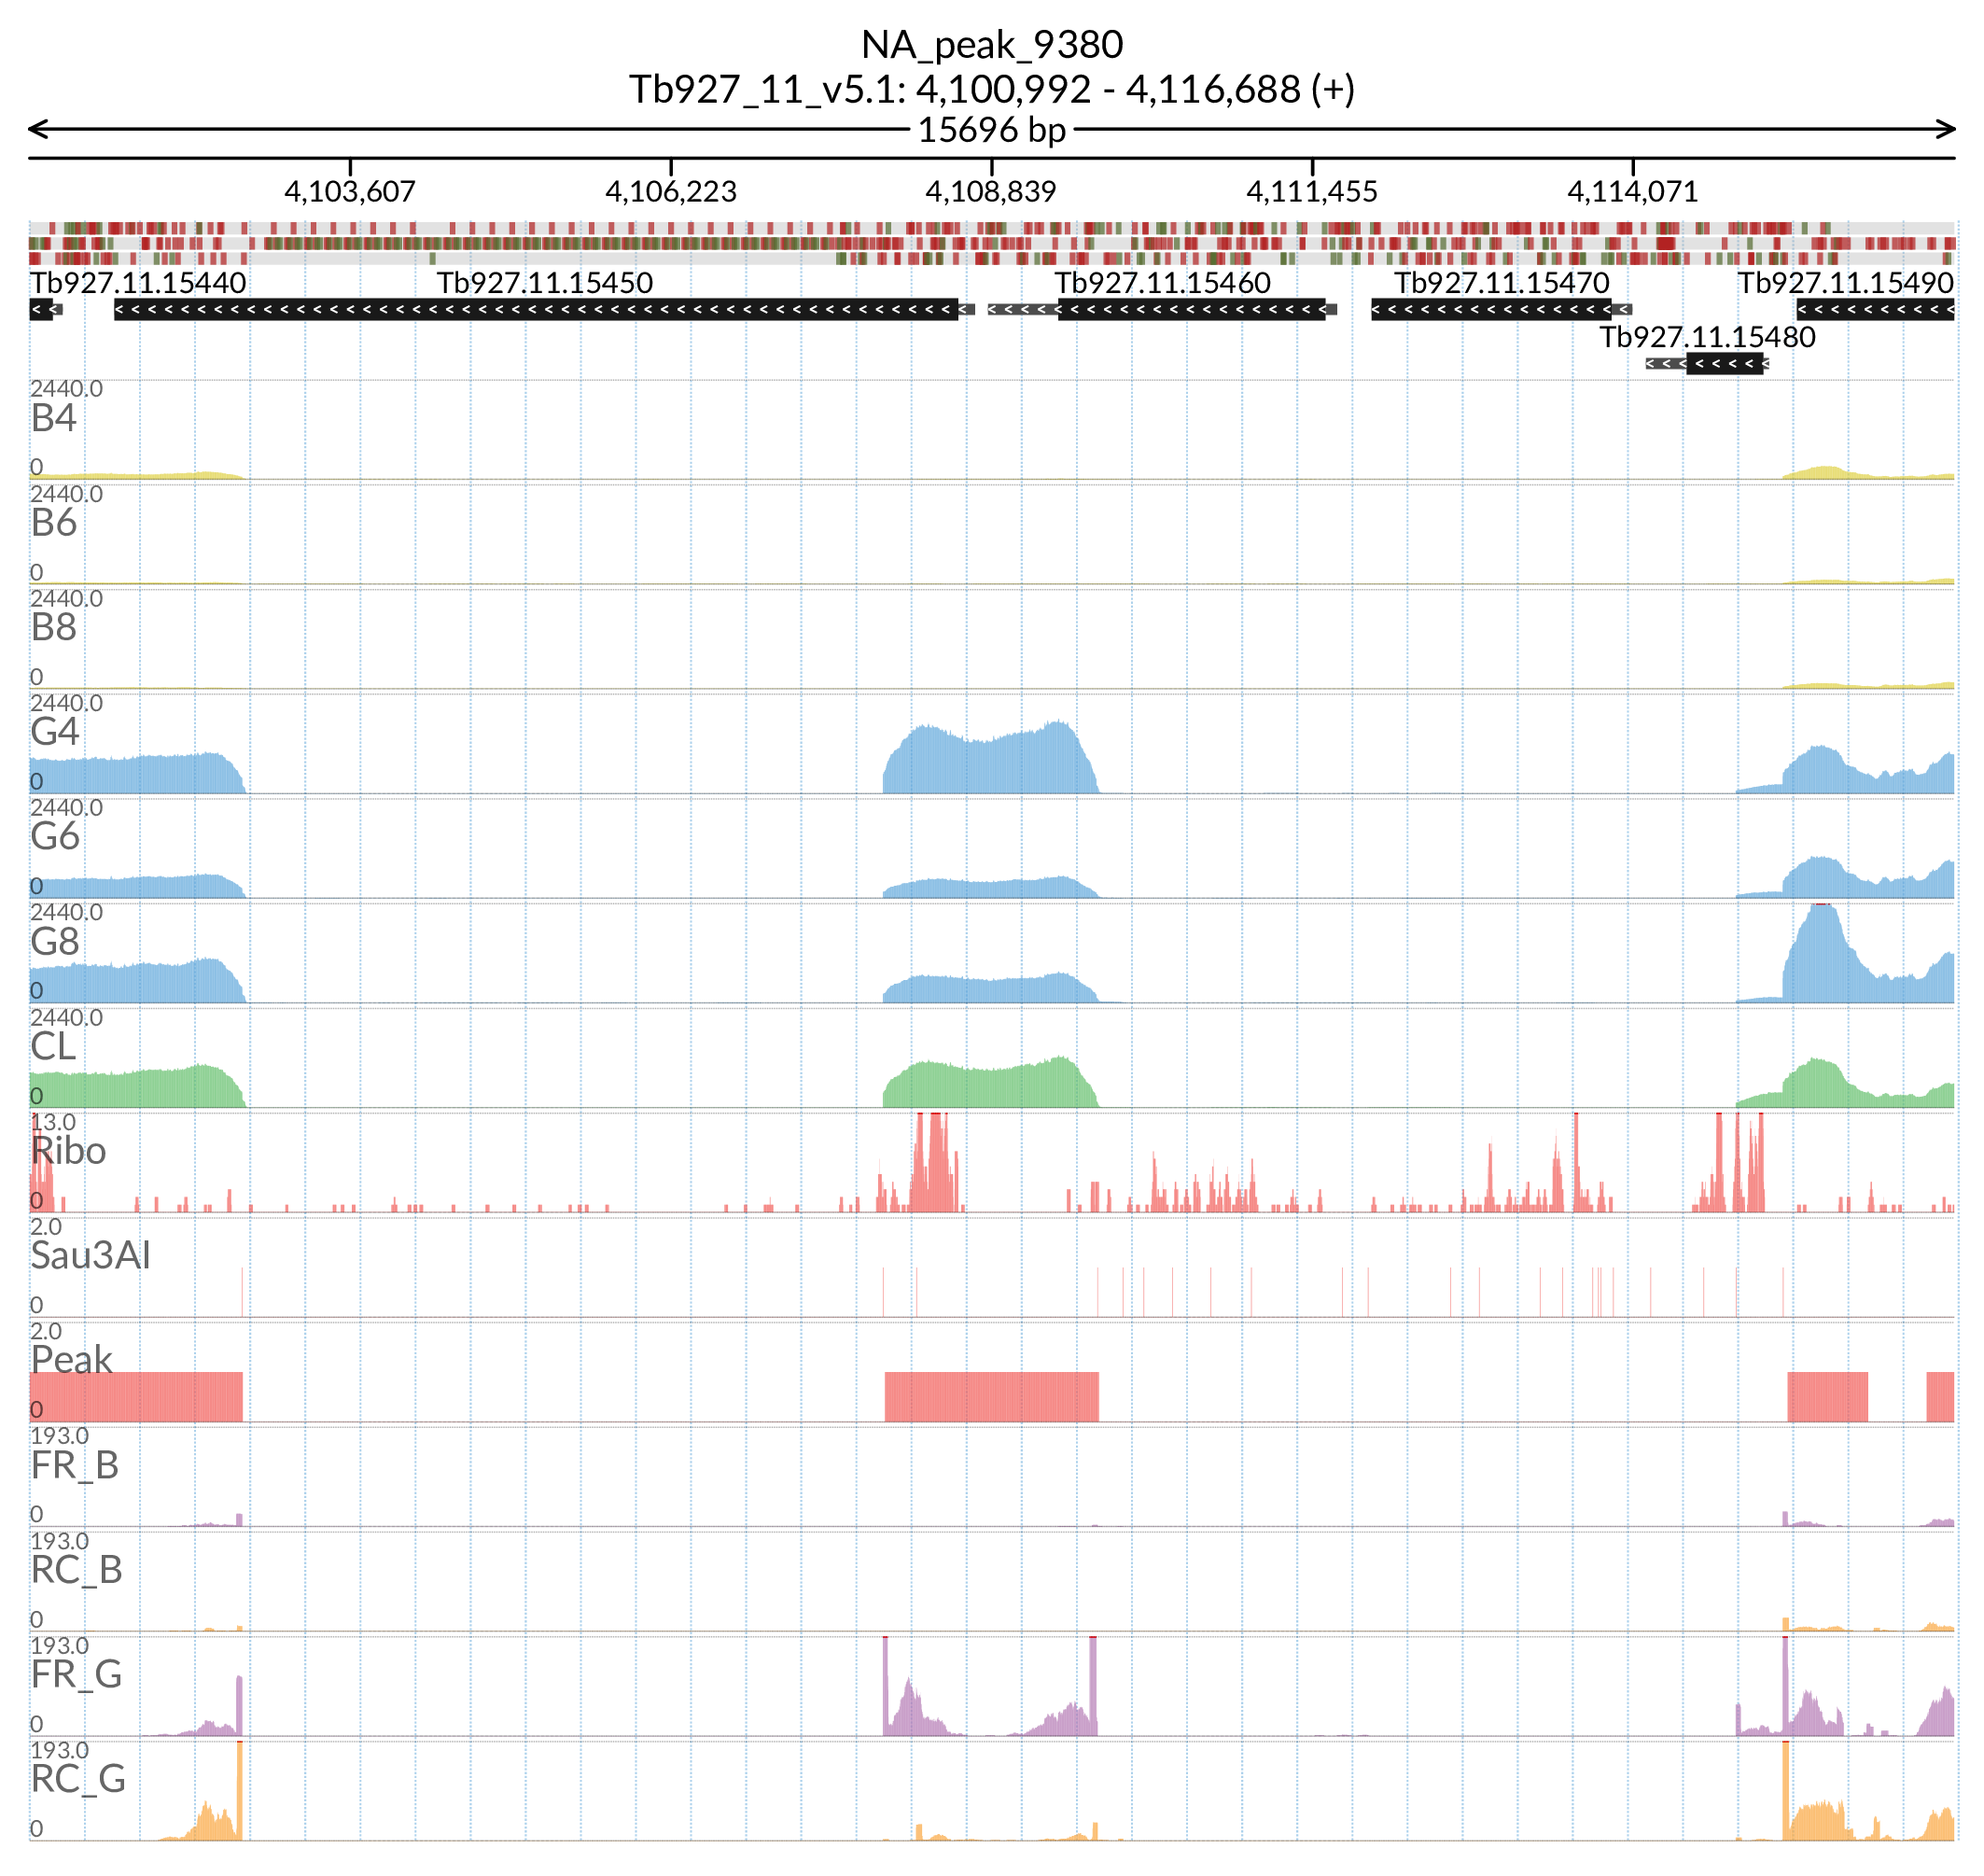 NA_peak_9380
Tb927_11_v5.1: 4,100,992 - 4,116,688 (+)
15696 bp
4,103,607 4,106,223 4,108,839 4,111,455 4,114,071
Tb927.11.15440 Tb927.11.15450 Tb927.11.15460 Tb927.11.15470 Tb927.11.15490
Tb927.11.15480
2440.0
B4
0
2440.0
B6
0
2440.0
B8
0
2440.0
G4
0
2440.0
G6
0
2440.0
G8
0
2440.0
CL
0
13.0
Ribo
0
2.0
Sau3AI
0
2.0
Peak
0
193.0
FR_B
0
193.0
RC_B
0
193.0
FR_G
0
193.0
RC_G
0